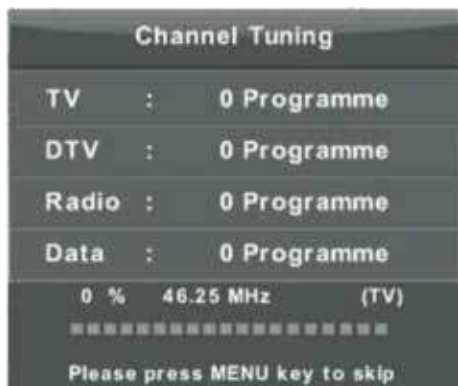 Channel Tuning
TV : 0 Programme
DTV : 0 Programme
Radio : 0 Programme
Data : 0 Programme
0 % 46.25 MHz (TV)
Please press MENU key to skip